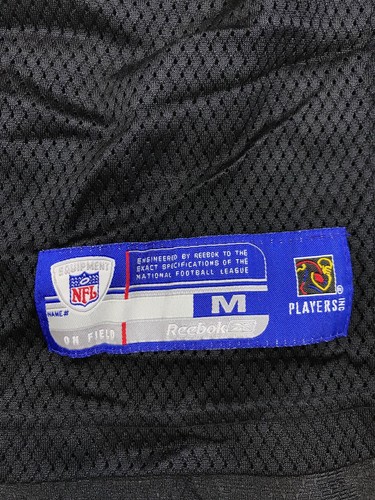 EQUIPMENT
NFL
ENGINEERED BY REEBOK TO THE
EXACT SPECIFICATIONS OF THE
NATIONAL FOOTBALL LEAGUE
NAME#
M
ON FIELD
Reebok
PLAYERS INC
®